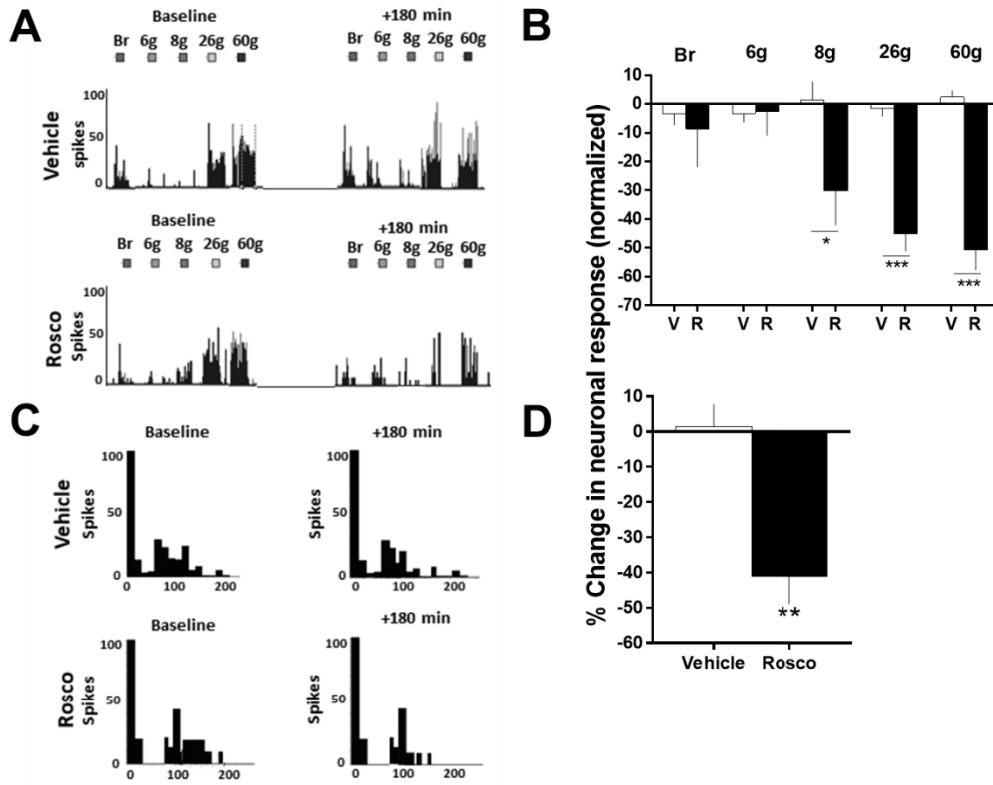 A
Baseline
Br 6g 8g 26g 60g
+180 min
Br 6g 8g 26g 60g
Vehicle
spikes
100
50
0
Baseline
Br 6g 8g 26g 60g
+180 min
Br 6g 8g 26g 60g
Rosco
Spikes
100
50
0
B
Br 6g 8g 26g 60g
10
0
-10
-20
-30
-40
-50
-60
-70
* *** ***
V R V R V R V R V R
% Change in neuronal response (normalized)
C
Baseline
Vehicle
Spikes
100
50
0
0 100 200
+180 min
Spikes
100
50
0
0 100 200
Baseline
Rosco
Spikes
100
50
0
0 100 200
+180 min
Spikes
100
50
0
0 100 200
D
10
0
-10
-20
-30
-40
-50
-60
**
Vehicle Rosco